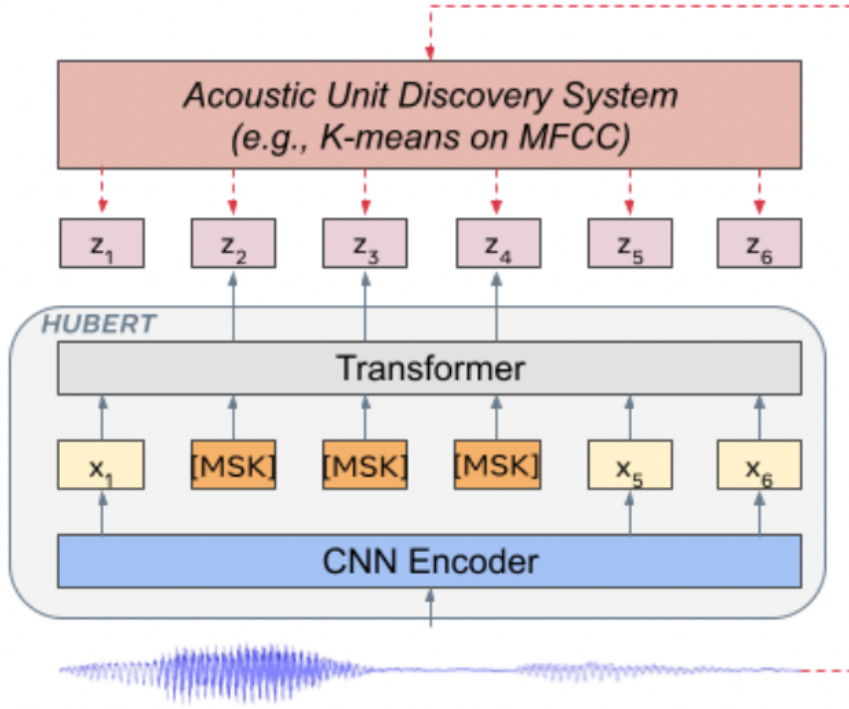 Acoustic Unit Discovery System
(e.g., K-means on MFCC)
z₁ z₂ z₃ z₄ z₅ z₆
HUBERT
Transformer
x₁ [MSK] [MSK] [MSK] x₅ x₆
CNN Encoder